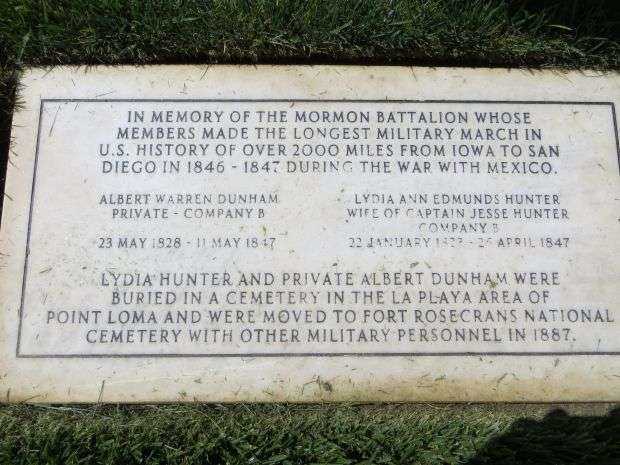 IN MEMORY OF THE MORMON BATTALION WHOSE
MEMBERS MADE THE LONGEST MILITARY MARCH IN
U.S. HISTORY OF OVER 2000 MILES FROM IOWA TO SAN
DIEGO IN 1846 - 1847 DURING THE WAR WITH MEXICO.
ALBERT WARREN DUNHAM
PRIVATE - COMPANY B
23 MAY 1828 - 11 MAY 1847
LYDIA ANN EDMUNDS HUNTER
WIFE OF CAPTAIN JESSE HUNTER
COMPANY B
22 JANUARY - 26 APRIL 1847
LYDIA HUNTER AND PRIVATE ALBERT DUNHAM WERE
BURIED IN A CEMETERY IN THE LA PLAYA AREA OF
POINT LOMA AND WERE MOVED TO FORT ROSECRANS NATIONAL
CEMETERY WITH OTHER MILITARY PERSONNEL IN 1887.